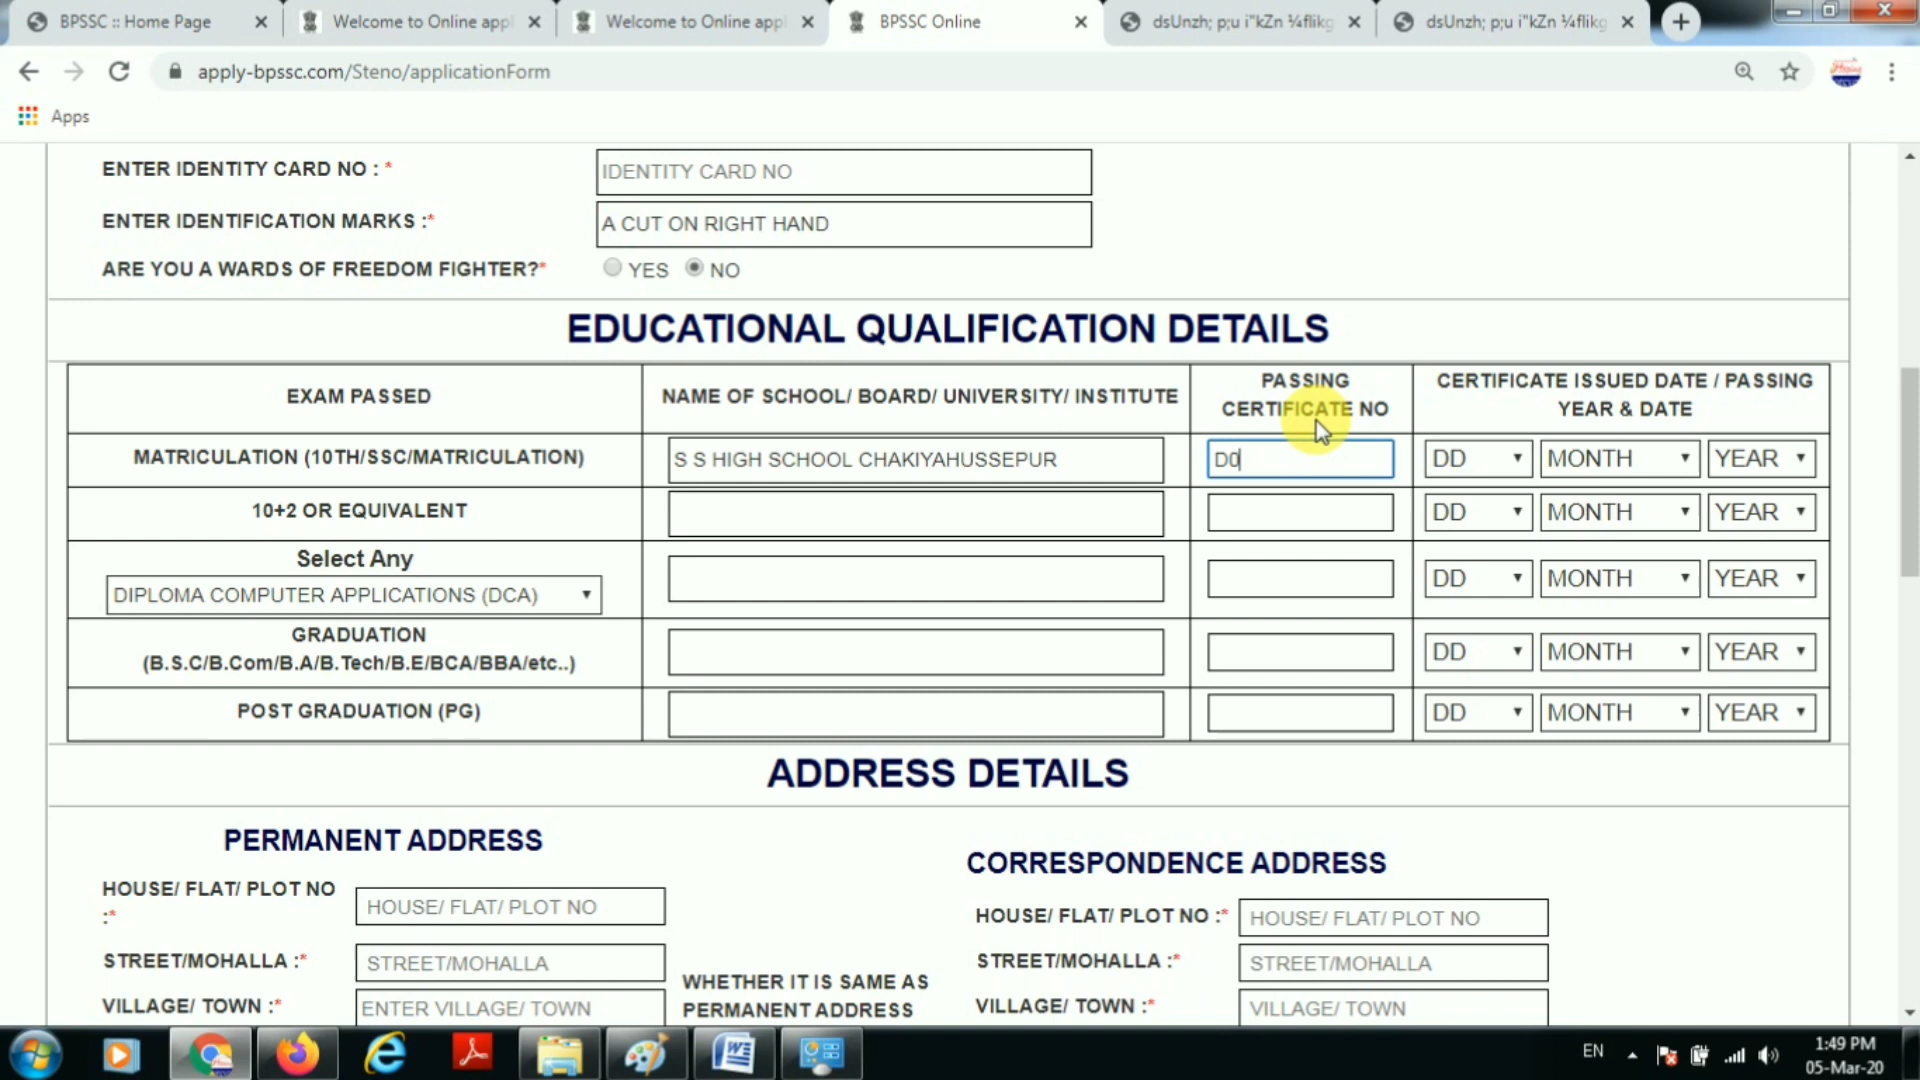 BPSSC :: Home Page
Welcome to Online appl
Welcome to Online appl
BPSSC Online
dsUnzh; p;u i"kZn ¼flikg
dsUnzh; p;u i"kZn ¼flikg
apply-bpssc.com/Steno/applicationForm
Apps
ENTER IDENTITY CARD NO : *
IDENTITY CARD NO
ENTER IDENTIFICATION MARKS :*
A CUT ON RIGHT HAND
ARE YOU A WARDS OF FREEDOM FIGHTER?*
YES NO
EDUCATIONAL QUALIFICATION DETAILS
EXAM PASSED
NAME OF SCHOOL/ BOARD/ UNIVERSITY/ INSTITUTE
PASSING
CERTIFICATE NO
CERTIFICATE ISSUED DATE / PASSING
YEAR & DATE
MATRICULATION (10TH/SSC/MATRICULATION)
S S HIGH SCHOOL CHAKIYAHUSSEPUR
D0
DD MONTH YEAR
10+2 OR EQUIVALENT
DD MONTH YEAR
Select Any
DIPLOMA COMPUTER APPLICATIONS (DCA)
DD MONTH YEAR
GRADUATION
(B.S.C/B.Com/B.A/B.Tech/B.E/BCA/BBA/etc..)
DD MONTH YEAR
POST GRADUATION (PG)
DD MONTH YEAR
ADDRESS DETAILS
PERMANENT ADDRESS
CORRESPONDENCE ADDRESS
HOUSE/ FLAT/ PLOT NO
:*
HOUSE/ FLAT/ PLOT NO
HOUSE/ FLAT/ PLOT NO :*
HOUSE/ FLAT/ PLOT NO
STREET/MOHALLA :*
STREET/MOHALLA
WHETHER IT IS SAME AS
PERMANENT ADDRESS
STREET/MOHALLA :*
STREET/MOHALLA
VILLAGE/ TOWN :*
ENTER VILLAGE/ TOWN
VILLAGE/ TOWN :*
VILLAGE/ TOWN
EN
1:49 PM
05-Mar-20